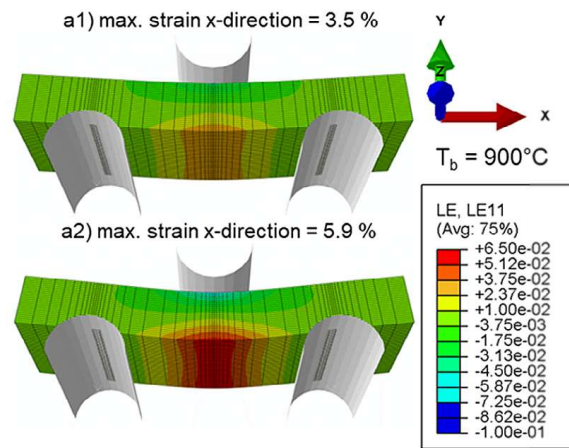 a1) max. strain x-direction = 3.5 %
Y
Z
X
T_b = 900°C
a2) max. strain x-direction = 5.9 %
LE, LE11
(Avg: 75%)
+6.50e-02
+5.12e-02
+3.75e-02
+2.37e-02
+1.00e-02
-3.75e-03
-1.75e-02
-3.13e-02
-4.50e-02
-5.87e-02
-7.25e-02
-8.62e-02
-1.00e-01